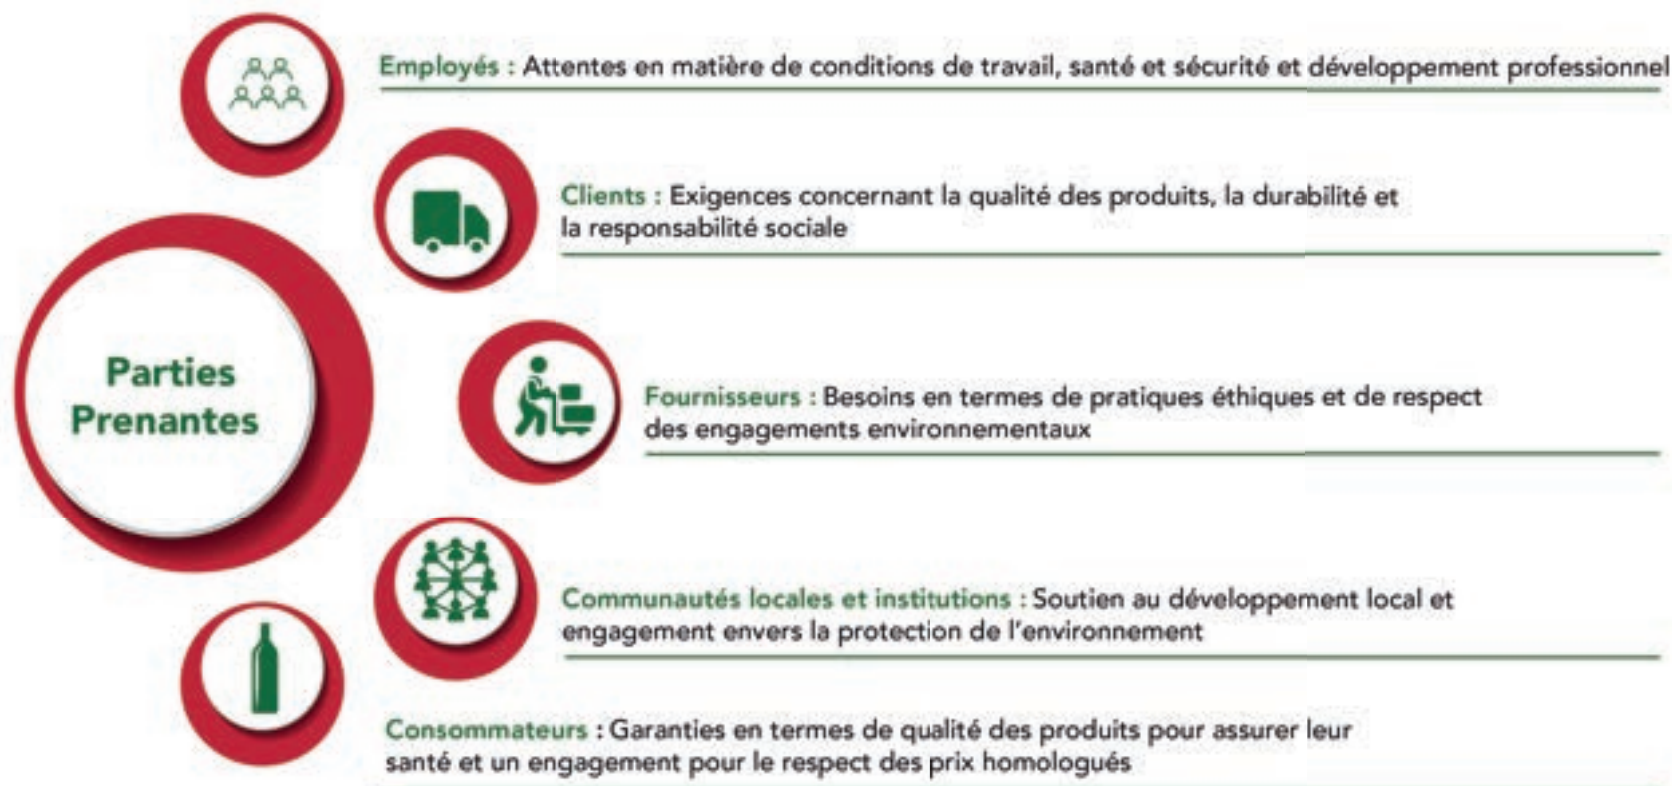 Employés : Attentes en matière de conditions de travail, santé et sécurité et développement professionnel
Clients : Exigences concernant la qualité des produits, la durabilité et
la responsabilité sociale
Parties
Prenantes
Fournisseurs : Besoins en termes de pratiques éthiques et de respect
des engagements environnementaux
Communautés locales et institutions : Soutien au développement local et
engagement envers la protection de l'environnement
Consommateurs : Garanties en termes de qualité des produits pour assurer leur
santé et un engagement pour le respect des prix homologués